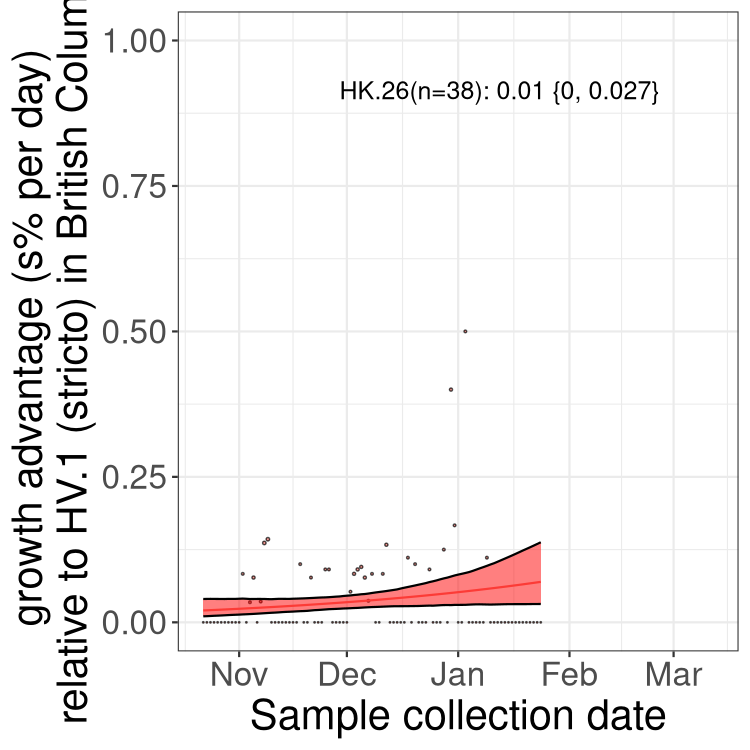 growth advantage (s% per day)
relative to HV.1 (stricto) in British Colum
1.00
0.75
0.50
0.25
0.00
HK.26(n=38): 0.01 {0, 0.027}
Nov Dec Jan Feb Mar
Sample collection date